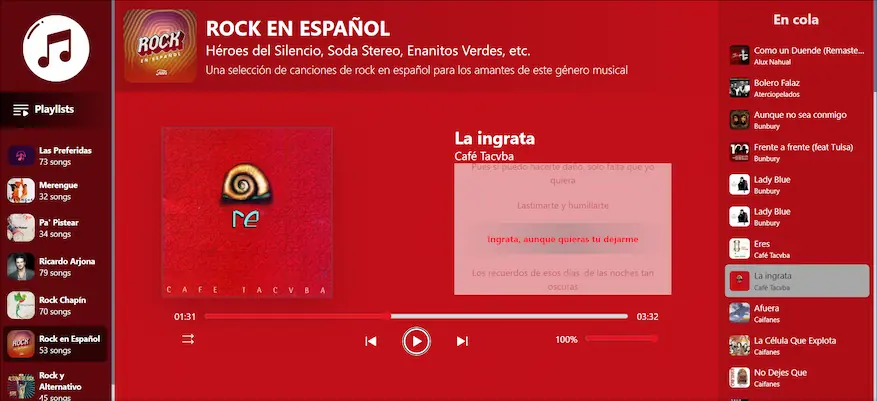 Playlists
Las Preferidas
73 songs
Merengue
32 songs
Pa' Pistear
34 songs
Ricardo Arjona
79 songs
Rock Chapín
70 songs
Rock en Español
53 songs
Rock y
Alternativo
45 songs
ROCK
EN ESPAÑOL
ROCK EN ESPAÑOL
Héroes del Silencio, Soda Stereo, Enanitos Verdes, etc.
Una selección de canciones de rock en español para los amantes de este género musical
re
CAFE TACVBA
La ingrata
Café Tacvba
Pues si puedo hacerte daño, solo falta que yo
quiera
Lastimarte y humillarte
Ingrata, aunque quieras tu dejarme
Los recuerdos de esos días, de las noches tan
oscuras
01:31
03:32
100%
En cola
Como un Duende (Remaste...
Alux Nahual
Bolero Falaz
Aterciopelados
Aunque no sea conmigo
Bunbury
Frente a frente (feat Tulsa)
Bunbury
Lady Blue
Bunbury
Lady Blue
Bunbury
Eres
Café Tacvba
La ingrata
Café Tacvba
Afuera
Caifanes
La Célula Que Explota
Caifanes
No Dejes Que
Caifanes